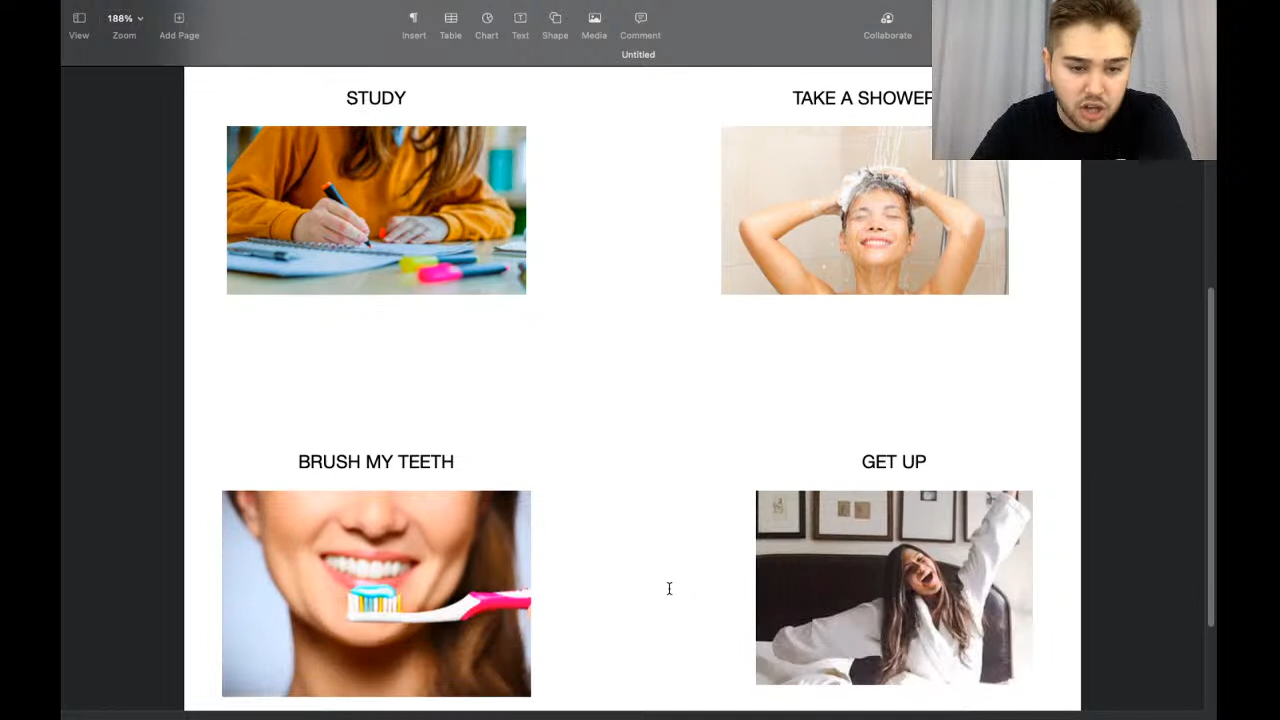 188%
View
Zoom
Add Page
Insert
Table
Chart
Text
Shape
Media
Comment
Collaborate
Untitled
STUDY
TAKE A SHOWER
BRUSH MY TEETH
GET UP